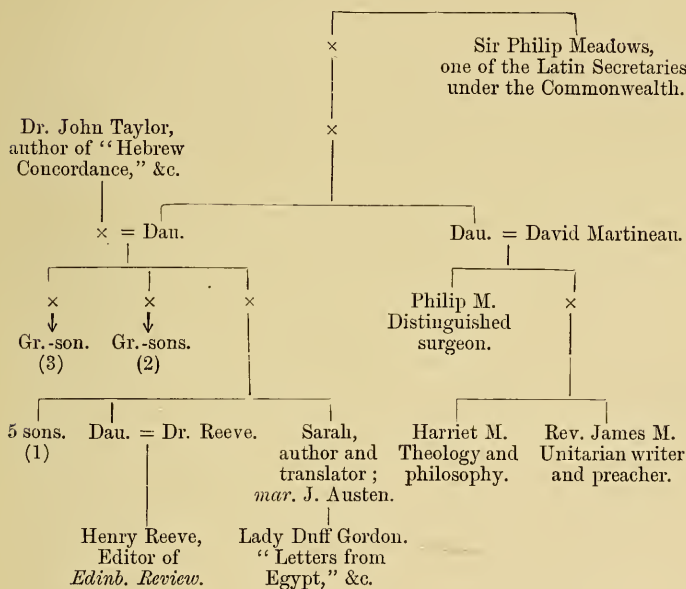 Sir Philip Meadows,
one of the Latin Secretaries
under the Commonwealth.
×
×
Dr. John Taylor,
author of “Hebrew
Concordance,” &c.
× = Dau.
Dau. = David Martineau.
× × ×
Philip M.
Distinguished
surgeon.
×
Gr.-son. Gr.-sons.
(3) (2)
5 sons.
(1)
Dau. = Dr. Reeve.
Sarah,
author and
translator ;
mar. J. Austen.
Harriet M.
Theology and
philosophy.
Rev. James M.
Unitarian writer
and preacher.
Henry Reeve,
Editor of
Edinb. Review.
Lady Duff Gordon.
“Letters from
Egypt,” &c.